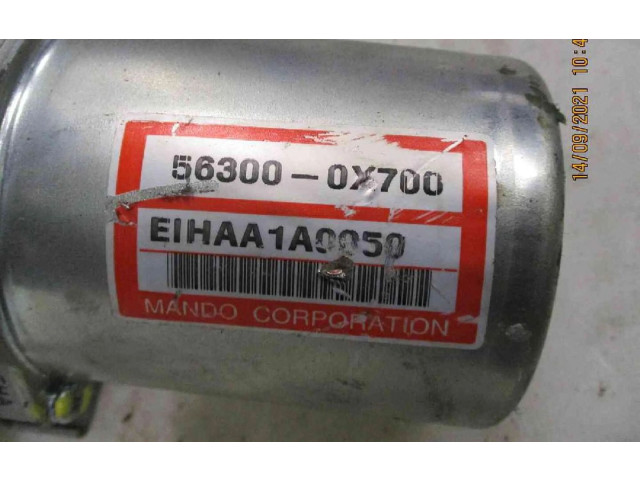 56300-0X700
EIHAA1A0050
MANDO CORPORATION
14/09/2021 10:4